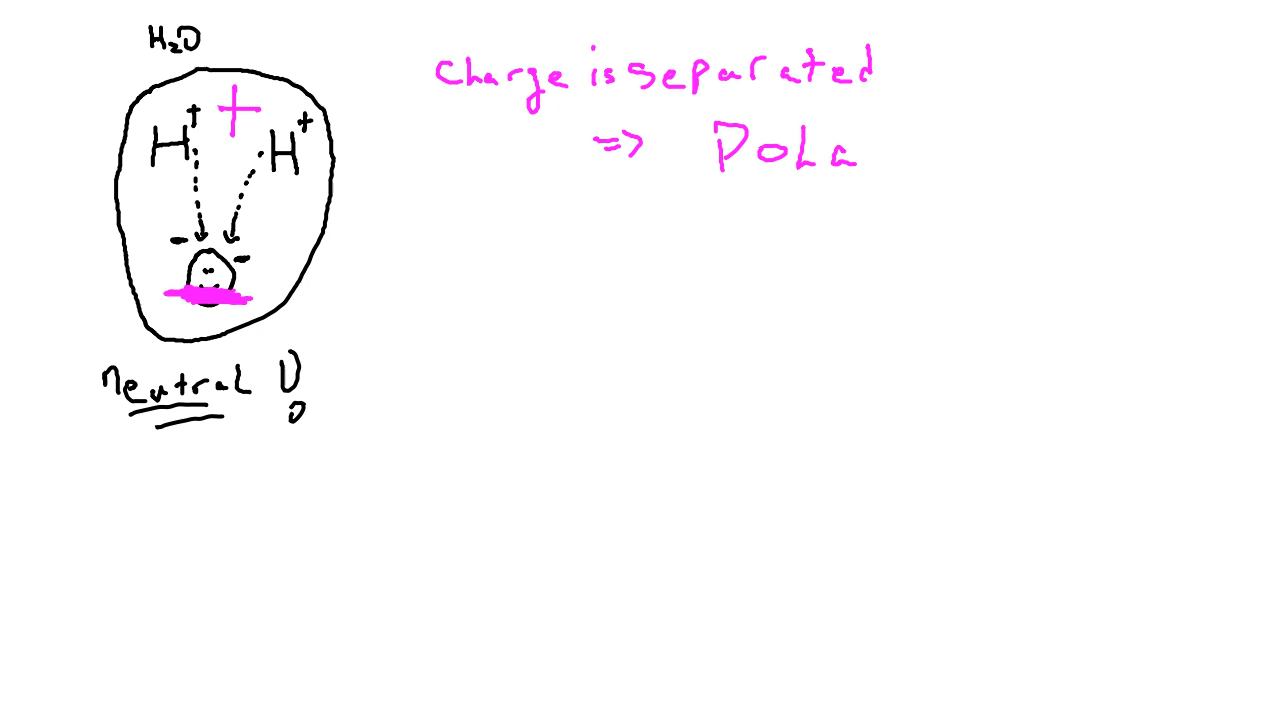 H₂O
charge is separated
+
H⁺ H⁺
⇒ PoLa
- -
neutral